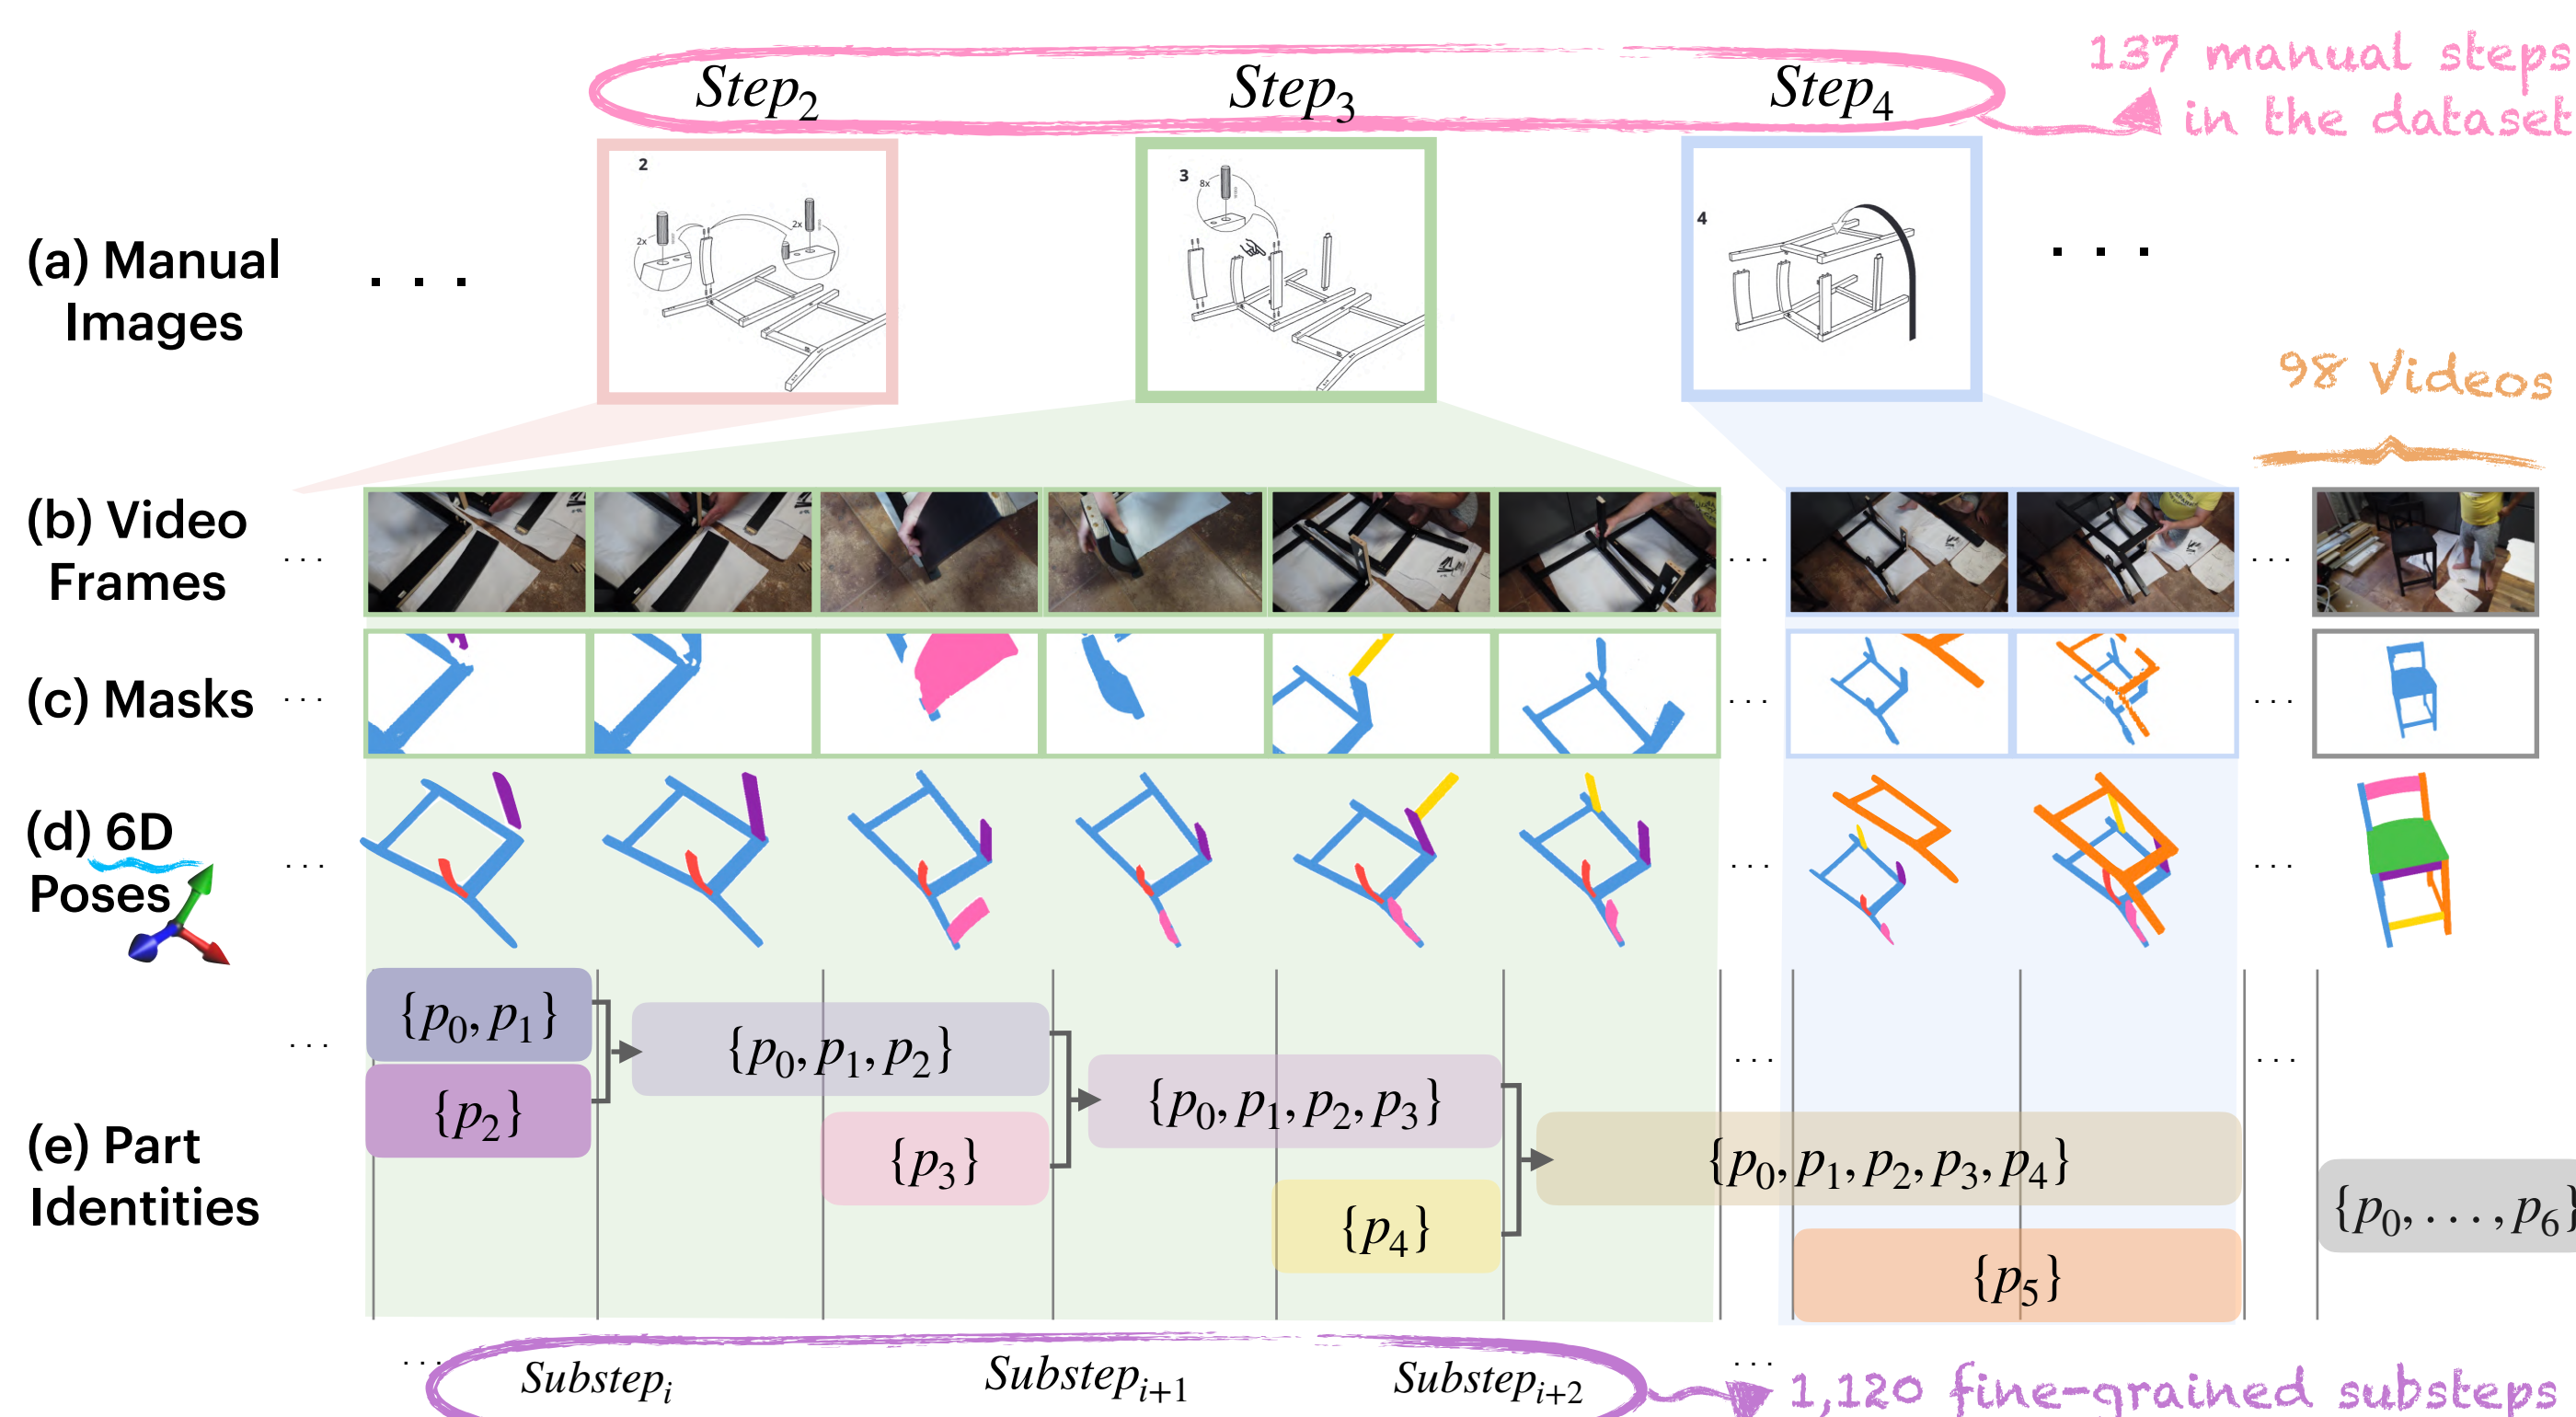 Step₂ Step₃ Step₄
137 manual steps
in the dataset
2
2x
2x
3
8x
4
(a) Manual
Images
. . .
. . .
98 Videos
(b) Video
Frames
. . .
. . .
. . .
(c) Masks
. . .
. . .
. . .
(d) 6D
Poses
. . .
. . .
. . .
{p₀, p₁}
{p₀, p₁, p₂}
{p₂}
{p₀, p₁, p₂, p₃}
{p₃}
{p₀, p₁, p₂, p₃, p₄}
{p₄}
{p₅}
{p₀, . . . , p₆}
(e) Part
Identities
. . .
. . .
. . .
. . . Substepᵢ Substepᵢ₊₁ Substepᵢ₊₂ . . .
1,120 fine-grained substeps